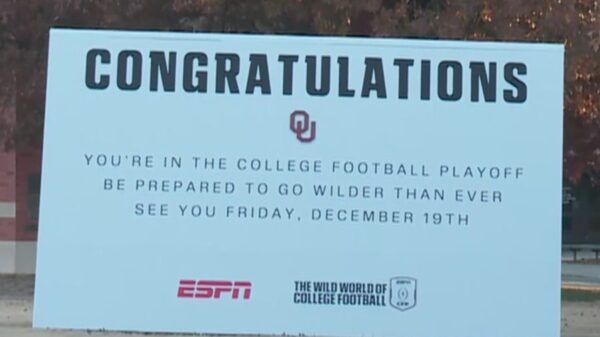 CONGRATULATIONS
OU
YOU'RE IN THE COLLEGE FOOTBALL PLAYOFF
BE PREPARED TO GO WILDER THAN EVER
SEE YOU FRIDAY, DECEMBER 19TH
ESPN
THE WILD WORLD OF
COLLEGE FOOTBALL